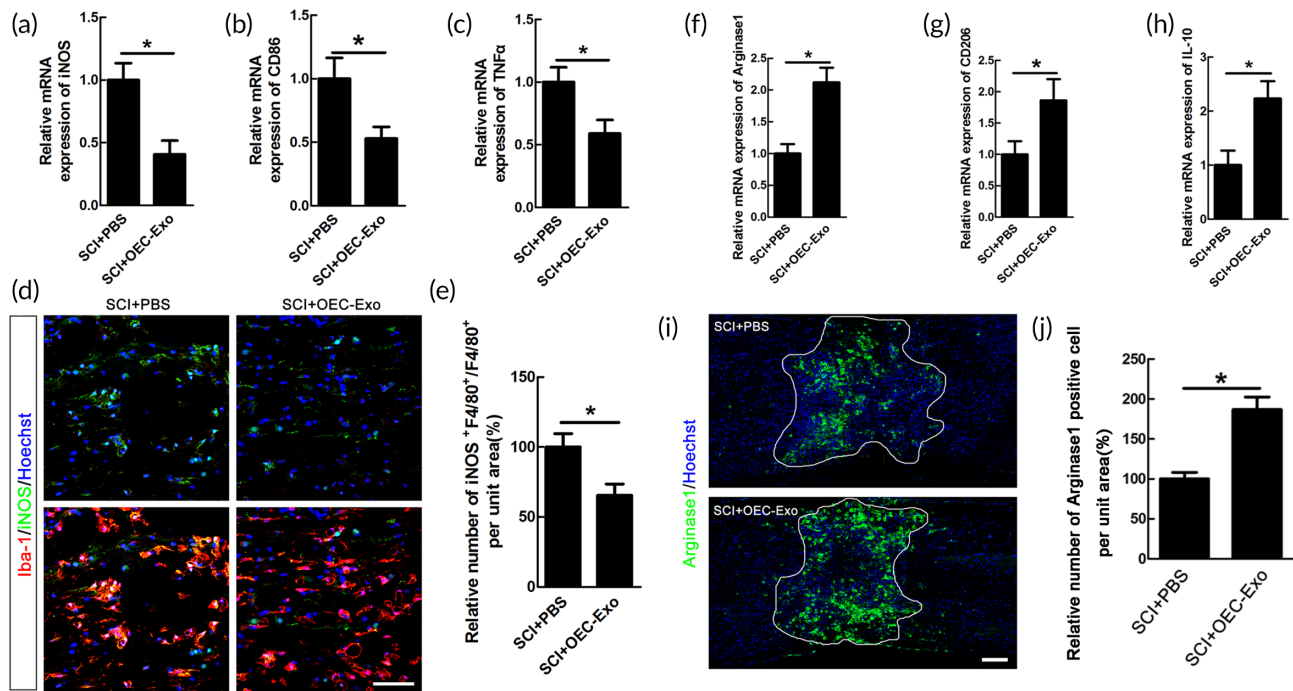 (a)
Relative mRNA
expression of iNOS
1.5
1.0
0.5
0.0
*
SCI+PBS
SCI+OEC-Exo
(b)
Relative mRNA
expression of CD86
1.5
1.0
0.5
0.0
*
SCI+PBS
SCI+OEC-Exo
(c)
Relative mRNA
expression of TNFα
1.5
1.0
0.5
0.0
*
SCI+PBS
SCI+OEC-Exo
(f)
Relative mRNA expression of Arginase1
2.5
2.0
1.5
1.0
0.5
0.0
*
SCI+PBS
SCI+OEC-Exo
(g)
Relative mRNA expression of CD206
2.5
2.0
1.5
1.0
0.5
0.0
*
SCI+PBS
SCI+OEC-Exo
(h)
Relative mRNA expression of IL-10
3
2
1
0
*
SCI+PBS
SCI+OEC-Exo
(d)
SCI+PBS
SCI+OEC-Exo
Iba-1/iNOS/Hoechst
(e)
Relative number of iNOS⁺F4/80⁺/F4/80⁺
per unit area(%)
150
100
50
0
*
SCI+PBS
SCI+OEC-Exo
(i)
Arginase1/Hoechst
SCI+PBS
SCI+OEC-Exo
(j)
Relative number of Arginase1 positive cell
per unit area(%)
250
200
150
100
50
0
*
SCI+PBS
SCI+OEC-Exo